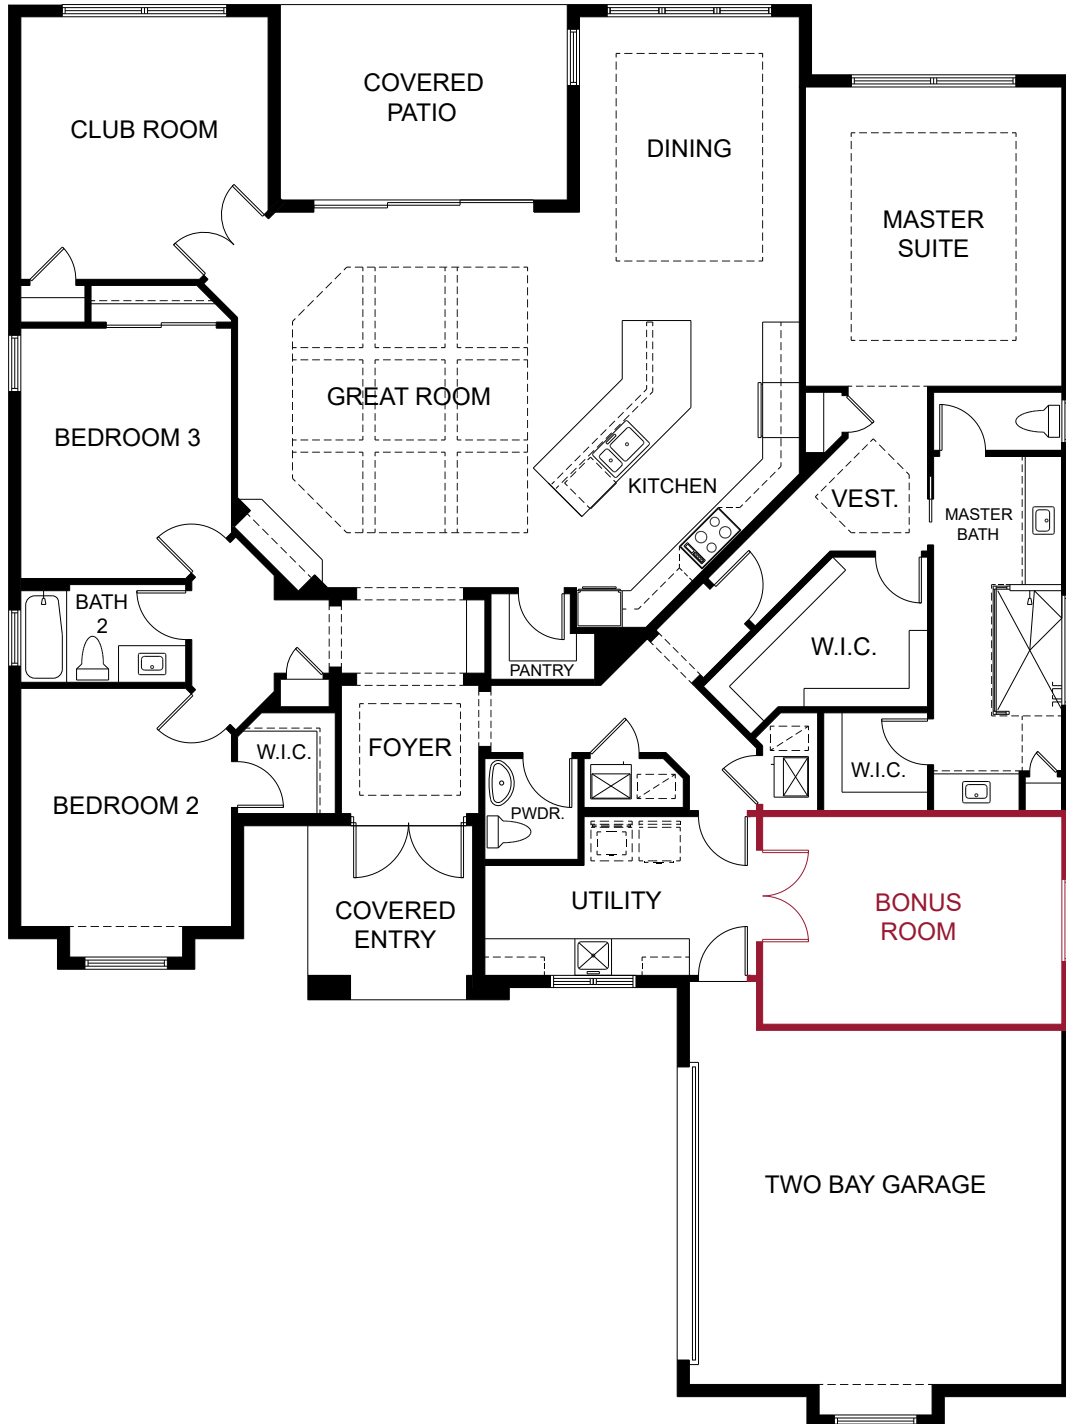 COVERED
PATIO
CLUB ROOM
DINING
MASTER
SUITE
GREAT ROOM
BEDROOM 3
KITCHEN
VEST.
MASTER
BATH
BATH
2
W.I.C.
PANTRY
FOYER
W.I.C.
W.I.C.
BEDROOM 2
PWDR.
UTILITY
BONUS
ROOM
COVERED
ENTRY
TWO BAY GARAGE